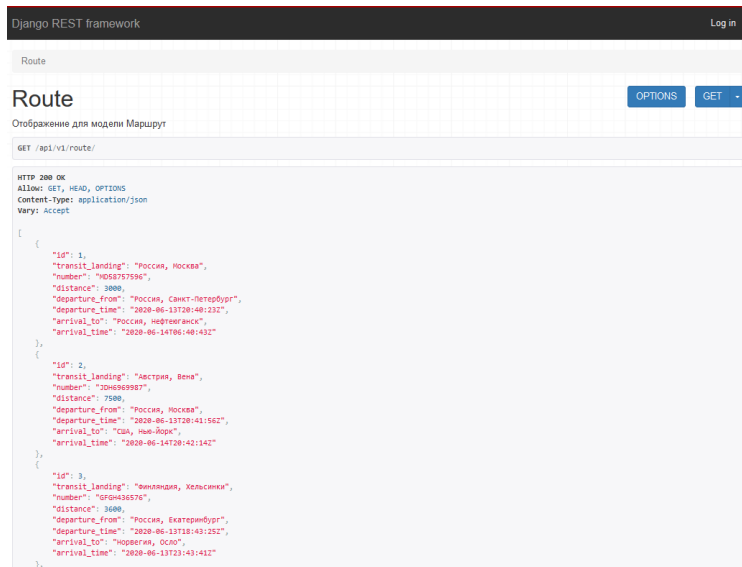 Django REST framework
Log in
Route
Route
OPTIONS
GET
Отображение для модели Маршрут
GET /api/v1/route/
HTTP 200 OK
Allow: GET, HEAD, OPTIONS
Content-Type: application/json
Vary: Accept
[
{
"id": 1,
"transit_landing": "Россия, Москва",
"number": "MD58757596",
"distance": 3000,
"departure_from": "Россия, Санкт-Петербург",
"departure_time": "2020-06-13T20:40:23Z",
"arrival_to": "Россия, Нефтеюганск",
"arrival_time": "2020-06-14T06:40:43Z"
},
{
"id": 2,
"transit_landing": "Австрия, Вена",
"number": "JDH6969987",
"distance": 7500,
"departure_from": "Россия, Москва",
"departure_time": "2020-06-13T20:41:56Z",
"arrival_to": "США, Нью-Йорк",
"arrival_time": "2020-06-14T20:42:14Z"
},
{
"id": 3,
"transit_landing": "Финляндия, Хельсинки",
"number": "GFGH436576",
"distance": 3600,
"departure_from": "Россия, Екатеринбург",
"departure_time": "2020-06-13T18:43:25Z",
"arrival_to": "Норвегия, Осло",
"arrival_time": "2020-06-13T23:43:41Z"
},